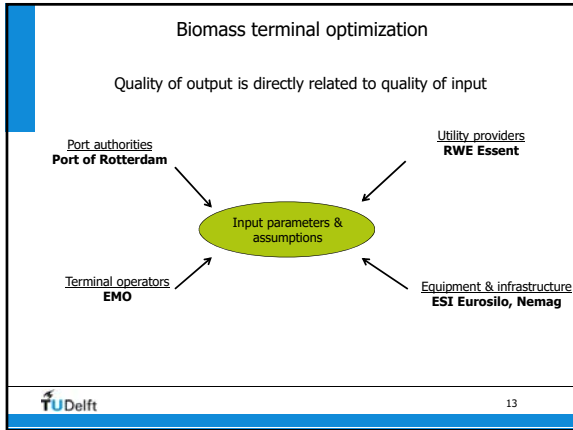 Biomass terminal optimization
Quality of output is directly related to quality of input
Port authorities
Port of Rotterdam
Utility providers
RWE Essent
Input parameters &
assumptions
Terminal operators
EMO
Equipment & infrastructure
ESI Eurosilo, Nemag
TUDelft
13